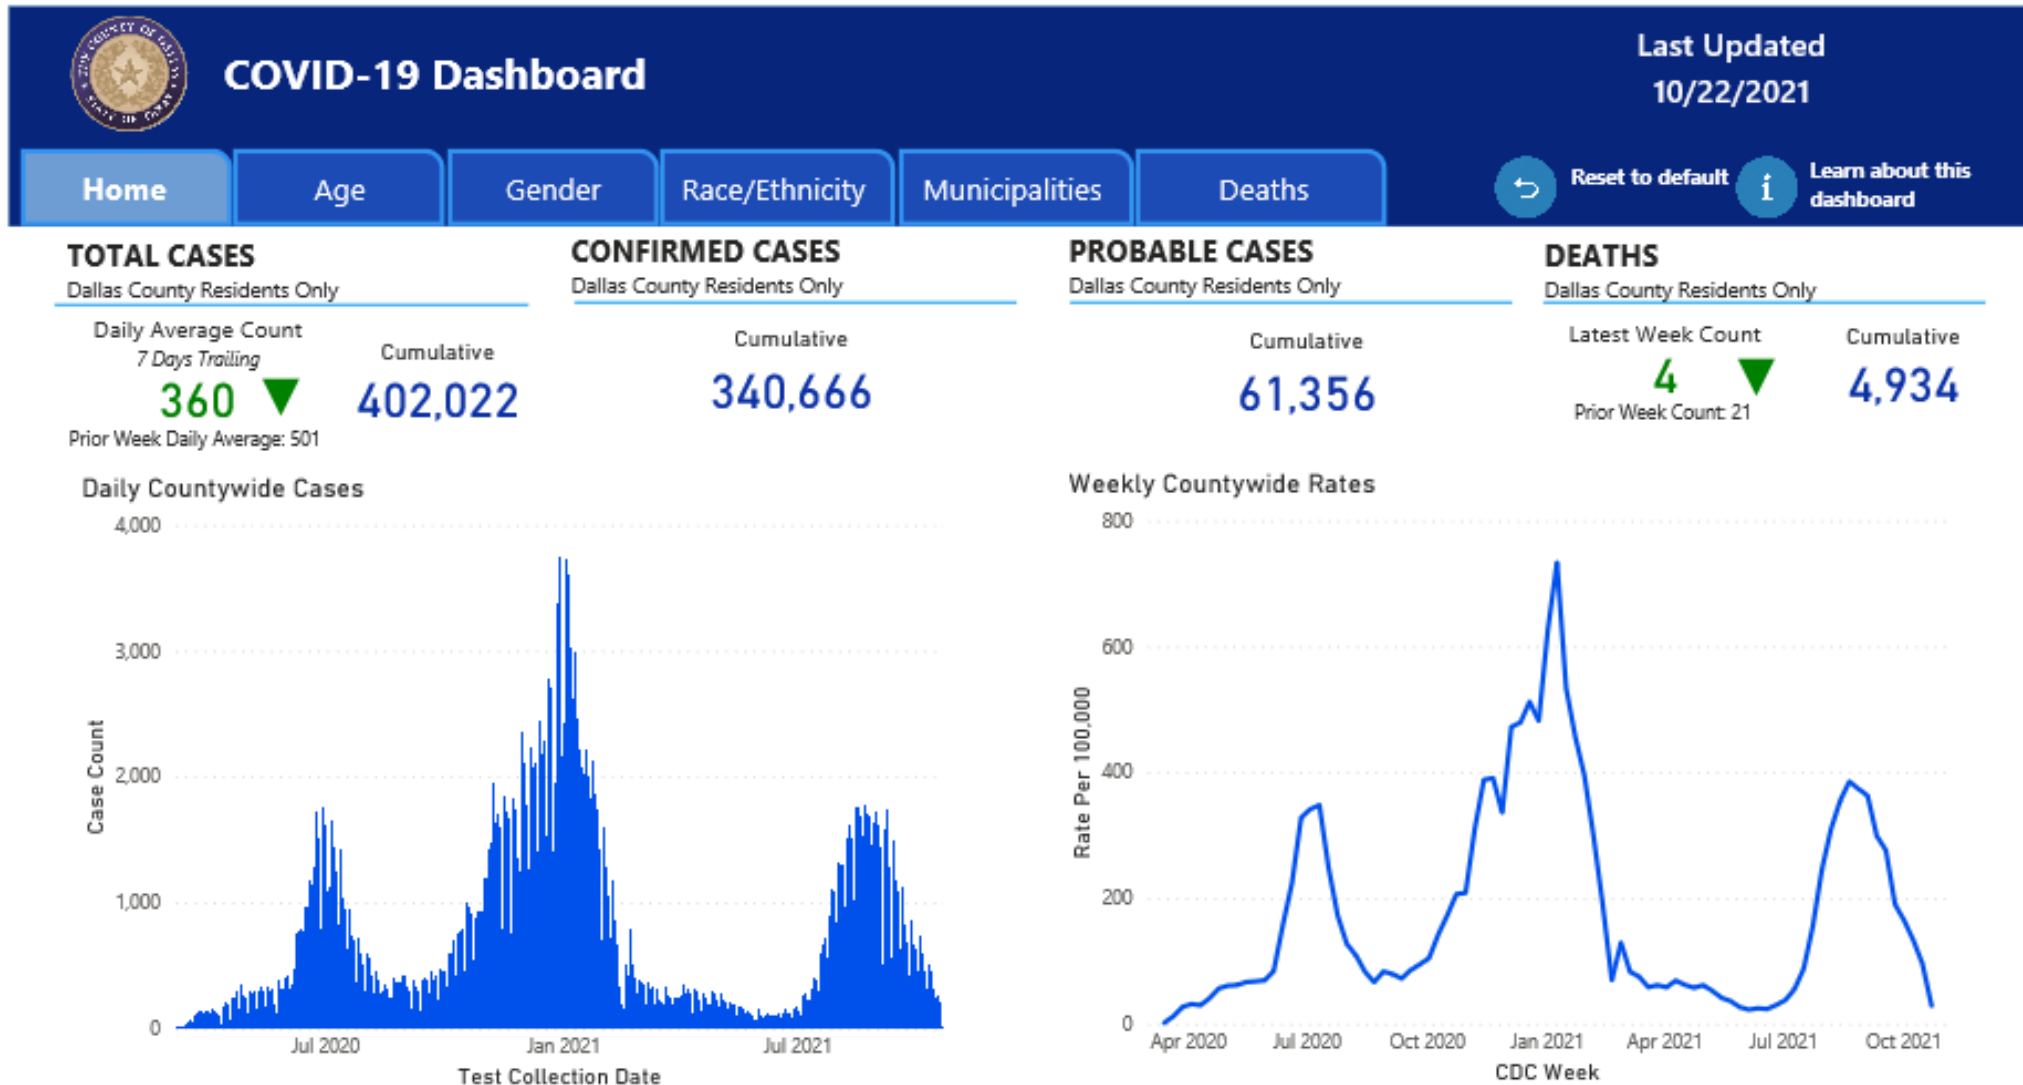 COVID-19 Dashboard
Last Updated
10/22/2021
Home
Age
Gender
Race/Ethnicity
Municipalities
Deaths
Reset to default
i
Learn about this
dashboard
TOTAL CASES
Dallas County Residents Only
Daily Average Count
7 Days Trailing
360
Prior Week Daily Average: 501
Cumulative
402,022
CONFIRMED CASES
Dallas County Residents Only
Cumulative
340,666
PROBABLE CASES
Dallas County Residents Only
Cumulative
61,356
DEATHS
Dallas County Residents Only
Latest Week Count
4
Prior Week Count: 21
Cumulative
4,934
Daily Countywide Cases
4,000
3,000
2,000
1,000
0
Case Count
Jul 2020
Jan 2021
Jul 2021
Test Collection Date
Weekly Countywide Rates
800
600
400
200
0
Rate Per 100,000
Apr 2020
Jul 2020
Oct 2020
Jan 2021
Apr 2021
Jul 2021
Oct 2021
CDC Week